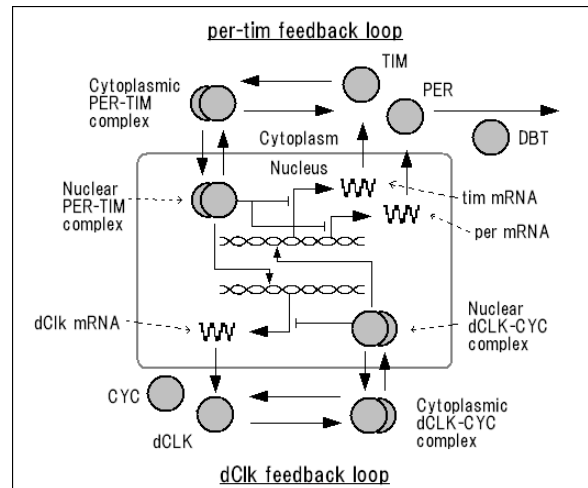 per-tim feedback loop
TIM
Cytoplasmic
PER-TIM
complex
PER
DBT
Cytoplasm
Nucleus
Nuclear
PER-TIM
complex
tim mRNA
per mRNA
dClk mRNA
Nuclear
dCLK-CYC
complex
CYC
dCLK
Cytoplasmic
dCLK-CYC
complex
dClk feedback loop